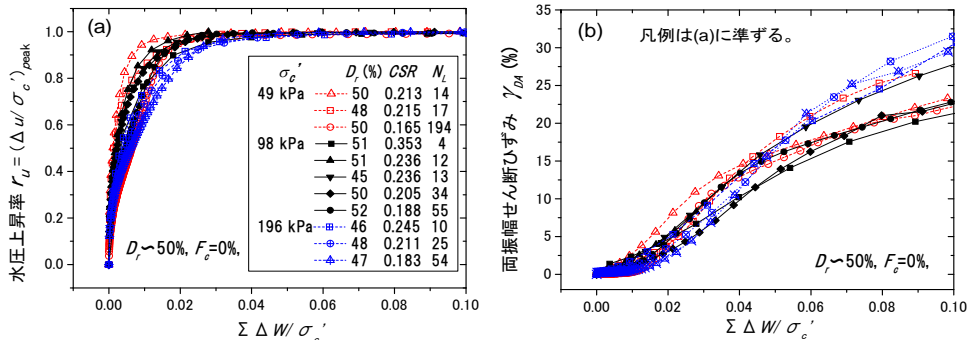 (a)
水圧上昇率 r_u = (Δu/σ_c')_peak
1.0
0.8
0.6
0.4
0.2
0.0
σ_c' D_r (%) CSR N_L
49 kPa 50 0.213 14
48 0.215 17
50 0.165 194
98 kPa 51 0.353 4
51 0.236 12
45 0.236 13
50 0.205 34
52 0.188 55
196 kPa 46 0.245 10
48 0.211 25
47 0.183 54
D_r∽50%, F_c=0%,
0.00 0.02 0.04 0.06 0.08 0.10
ΣΔW/σ_c'
(b)
凡例は(a)に準ずる。
両振幅せん断ひずみ γ_DA (%)
35
30
25
20
15
10
5
0
D_r∽50%, F_c=0%,
0.00 0.02 0.04 0.06 0.08 0.10
ΣΔW/σ_c'